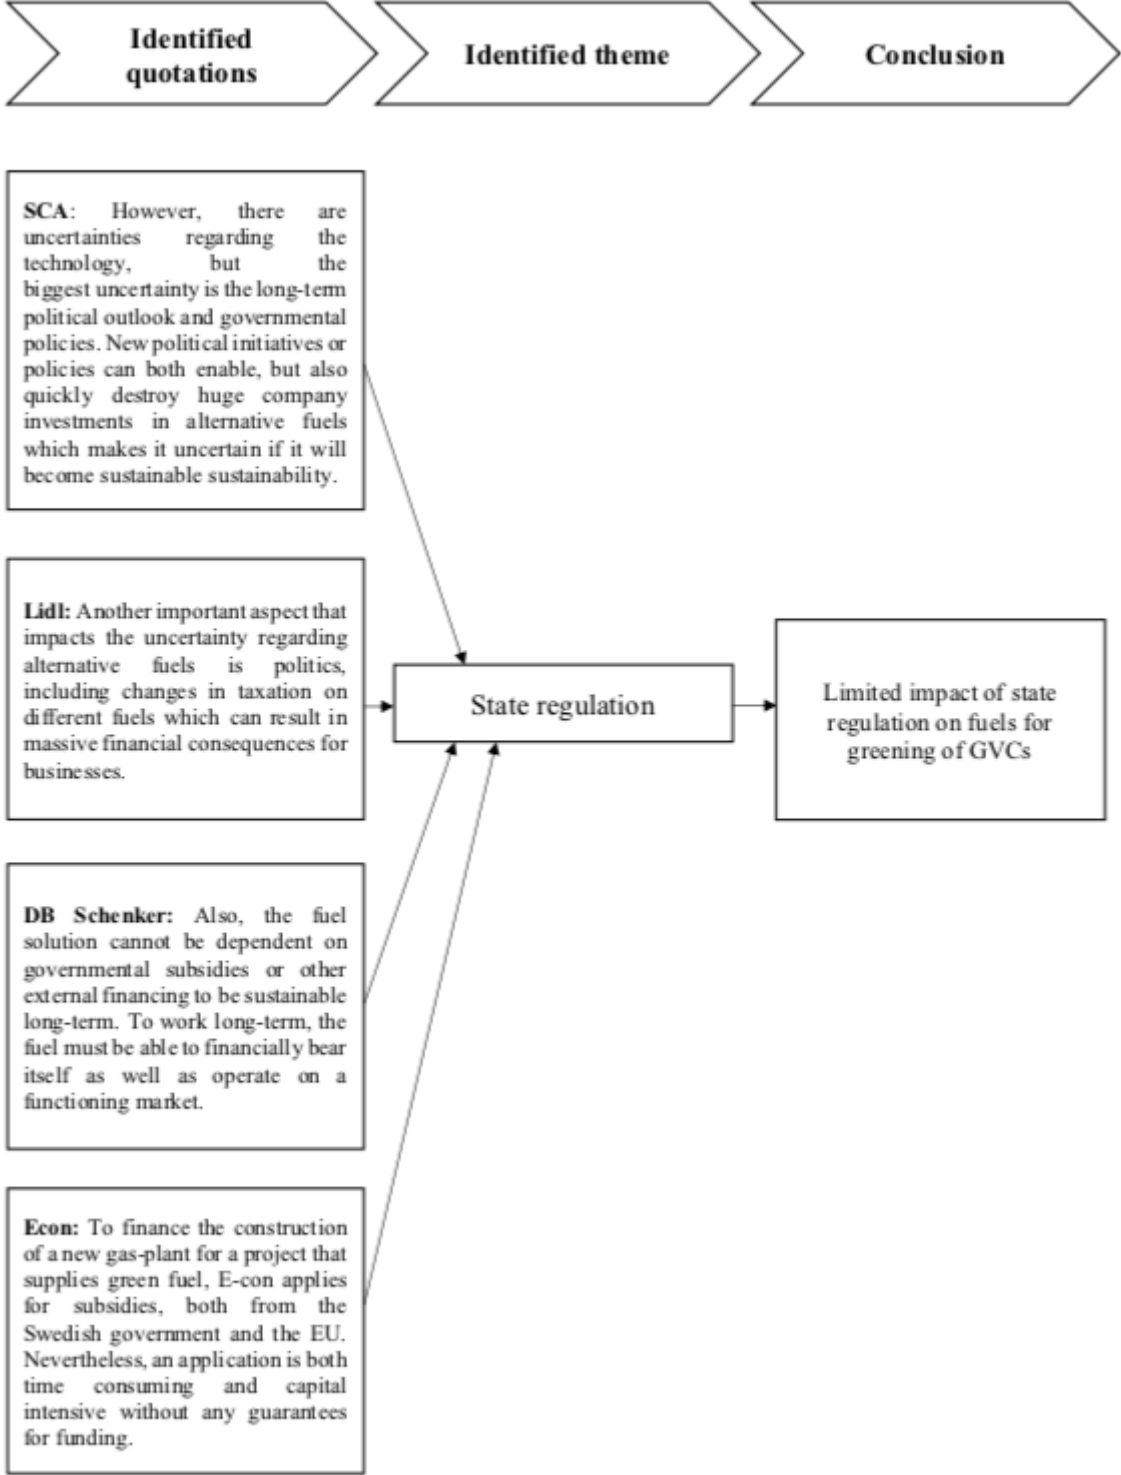 Identified
quotations
Identified theme
Conclusion
SCA: However, there are
uncertainties regarding the
technology, but the
biggest uncertainty is the long-term
political outlook and governmental
policies. New political initiatives or
policies can both enable, but also
quickly destroy huge company
investments in alternative fuels
which makes it uncertain if it will
become sustainable sustainability.
Lidl: Another important aspect that
impacts the uncertainty regarding
alternative fuels is politics,
including changes in taxation on
different fuels which can result in
massive financial consequences for
businesses.
DB Schenker: Also, the fuel
solution cannot be dependent on
governmental subsidies or other
external financing to be sustainable
long-term. To work long-term, the
fuel must be able to financially bear
itself as well as operate on a
functioning market.
Econ: To finance the construction
of a new gas-plant for a project that
supplies green fuel, E-con applies
for subsidies, both from the
Swedish government and the EU.
Nevertheless, an application is both
time consuming and capital
intensive without any guarantees
for funding.
State regulation
Limited impact of state
regulation on fuels for
greening of GVCs